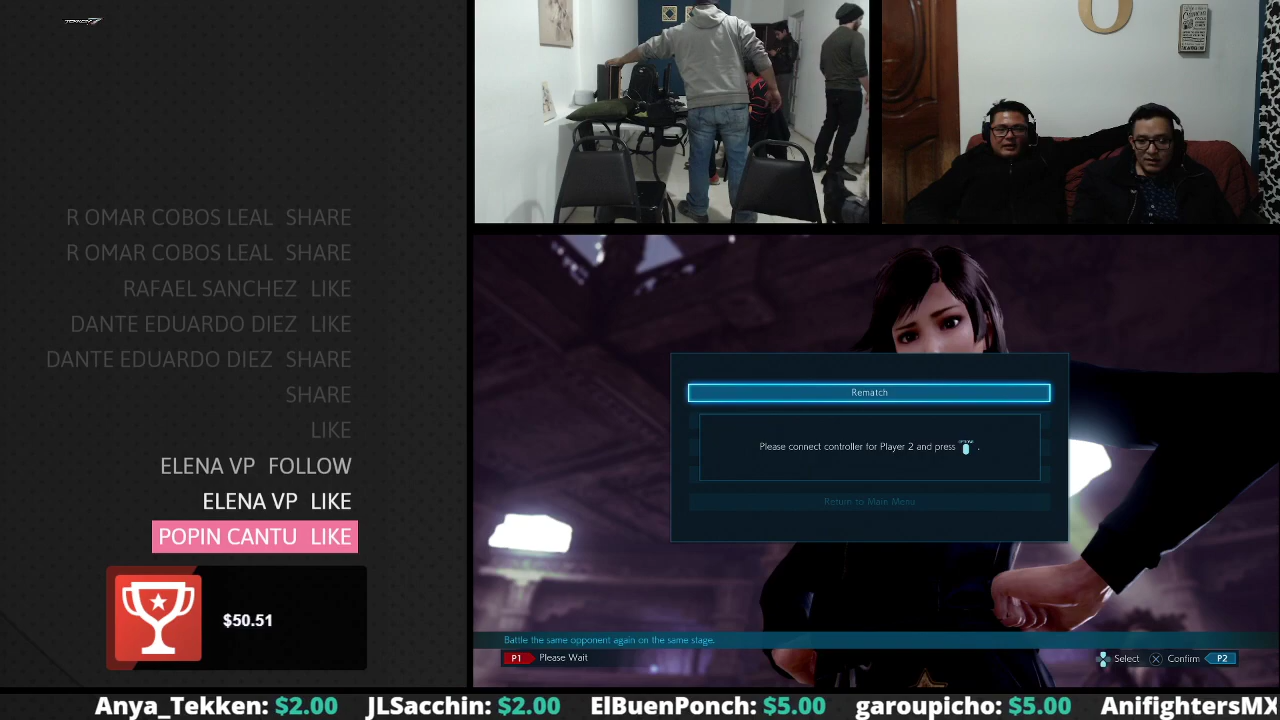 TEKKEN 7
R OMAR COBOS LEAL SHARE
R OMAR COBOS LEAL SHARE
RAFAEL SANCHEZ LIKE
DANTE EDUARDO DIEZ LIKE
DANTE EDUARDO DIEZ SHARE
SHARE
LIKE
ELENA VP FOLLOW
ELENA VP LIKE
POPIN CANTU LIKE
$50.51
Rematch
Please connect controller for Player 2 and press OPTIONS .
Return to Main Menu
Battle the same opponent again on the same stage.
P1 Please Wait
Select Confirm P2
Anya_Tekken: $2.00 JLSacchin: $2.00 ElBuenPonch: $5.00 garoupicho: $5.00 AnifightersMX